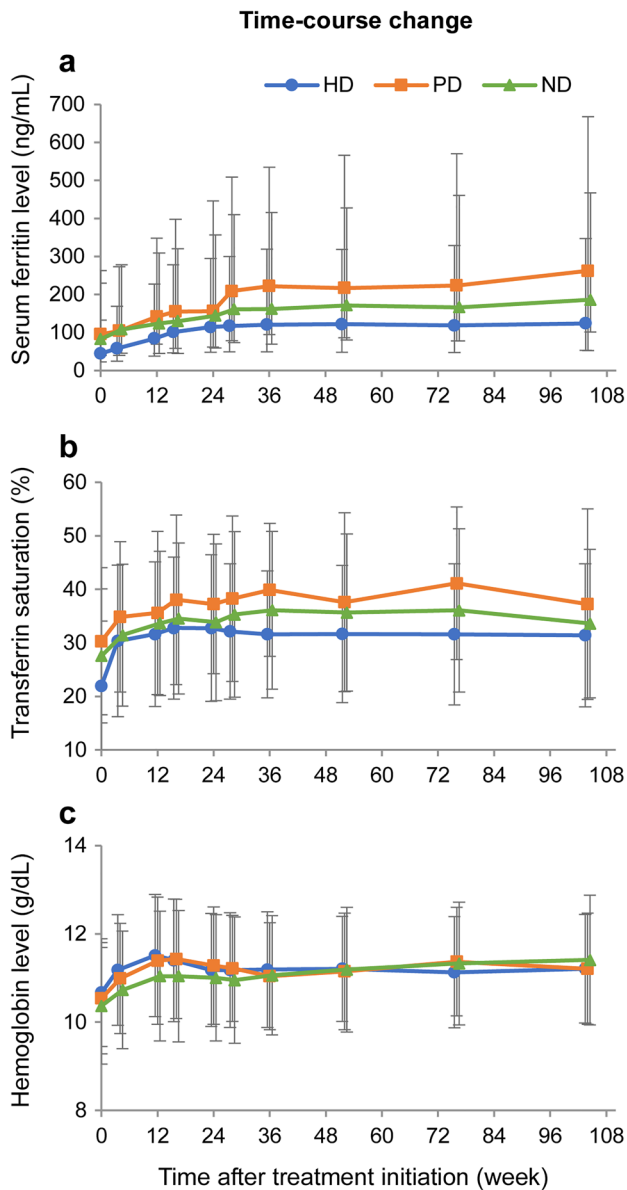 Time-course change
a
HD PD ND
Serum ferritin level (ng/mL)
700
600
500
400
300
200
100
0
0 12 24 36 48 60 72 84 96 108
b
Transferrin saturation (%)
60
50
40
30
20
10
0 12 24 36 48 60 72 84 96 108
c
Hemoglobin level (g/dL)
14
12
10
8
0 12 24 36 48 60 72 84 96 108
Time after treatment initiation (week)